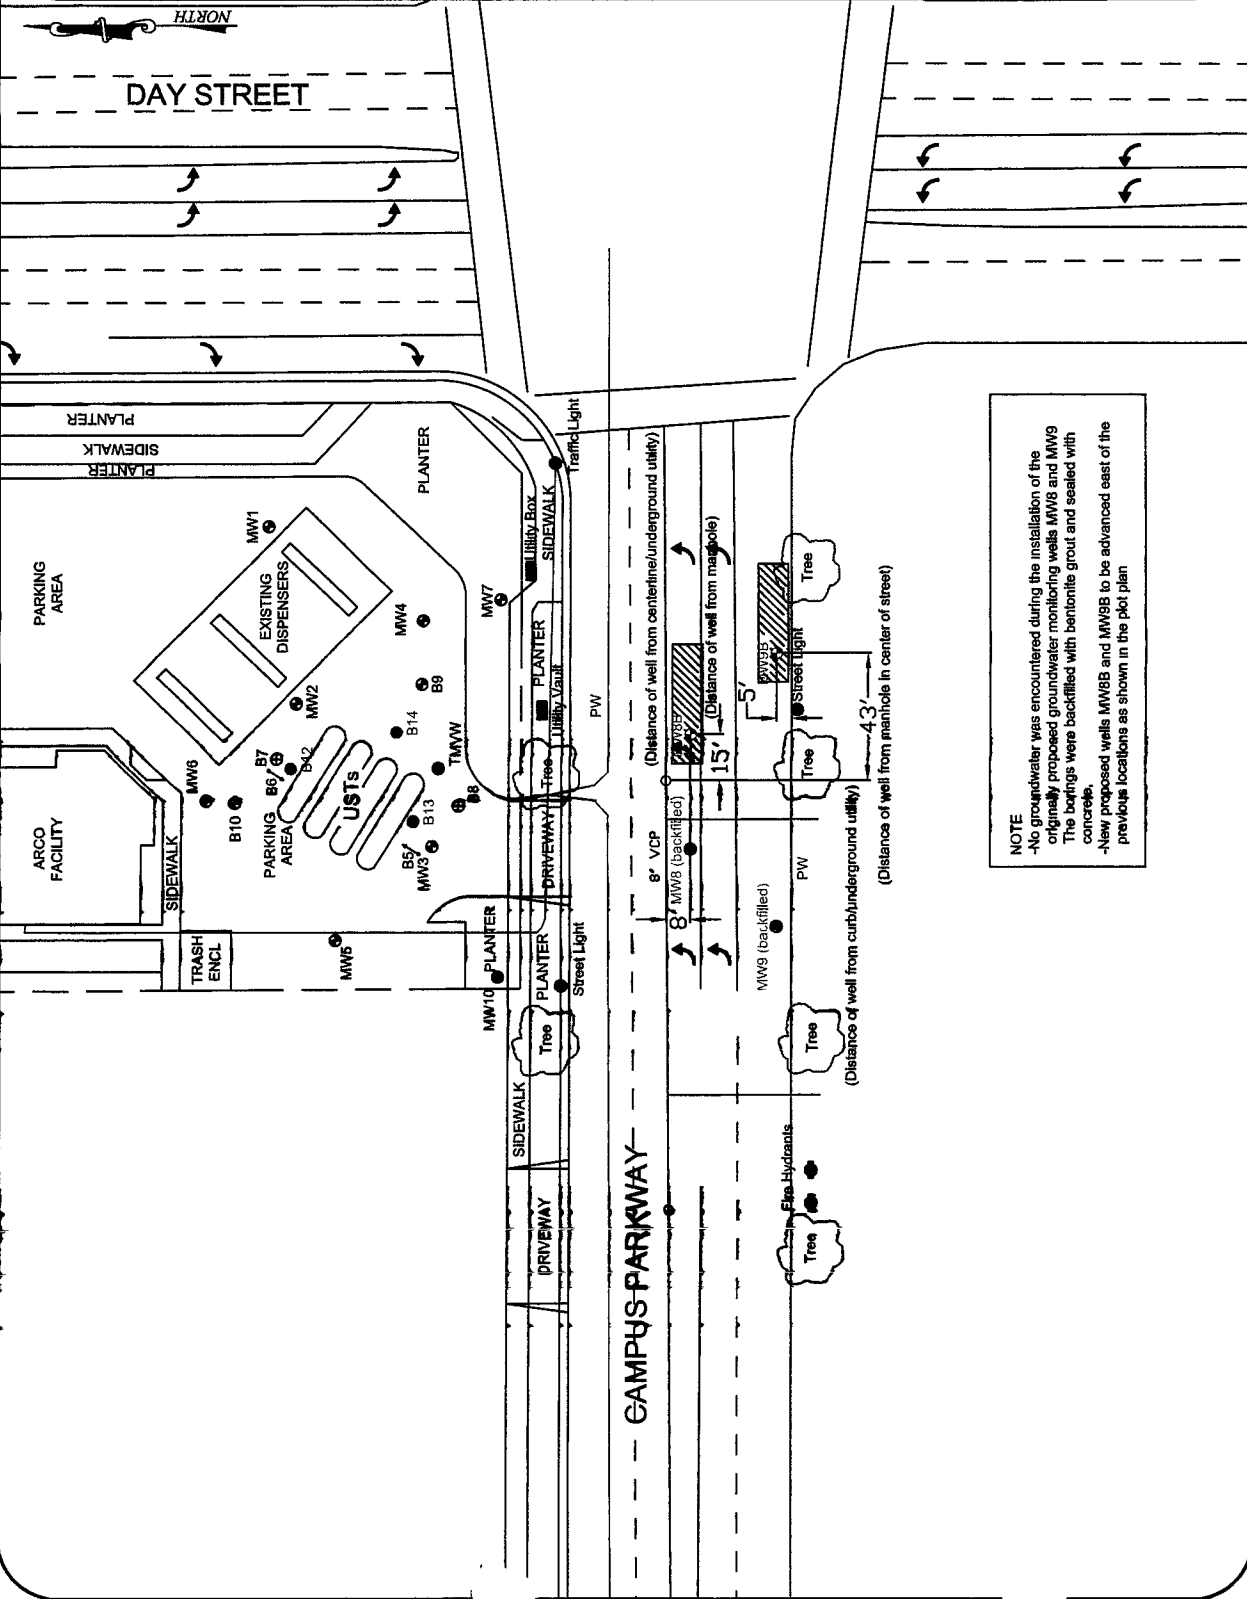 NORTH
DAY STREET
PLANTER
SIDEWALK
PLANTER
PLANTER
Traffic Light
PARKING
AREA
MW1
EXISTING
DISPENSERS
Utility Box
SIDEWALK
MW4
MW7
MW2
B9
B14
PLANTER
Utility Vault
PW
(Distance of well from centerline/underground utility)
(Distance of well from manhole)
MW8B
MW9B
5'
Street Light
15'
43'
Tree
(Distance of well from manhole in center of street)
ARCO
FACILITY
MW6
B7
B6
B12
B10
USTs
TMVW
B8
B13
B5
MW3
PARKING
AREA
SIDEWALK
Tree
DRIVEWAY
8" VCP
MW8 (backfilled)
8'
Tree
PW
MW9 (backfilled)
(Distance of well from curb/underground utility)
TRASH
ENCL
MW5
PLANTER
MW10
PLANTER
Street Light
Tree
Tree
SIDEWALK
DRIVEWAY
CAMPUS PARKWAY
Fire Hydrants
Tree
NOTE
-No groundwater was encountered during the installation of the
originally proposed groundwater monitoring wells MW8 and MW9
The borings were backfilled with bentonite grout and sealed with
concrete.
-New proposed wells MW8B and MW9B to be advanced east of the
previous locations as shown in the plot plan